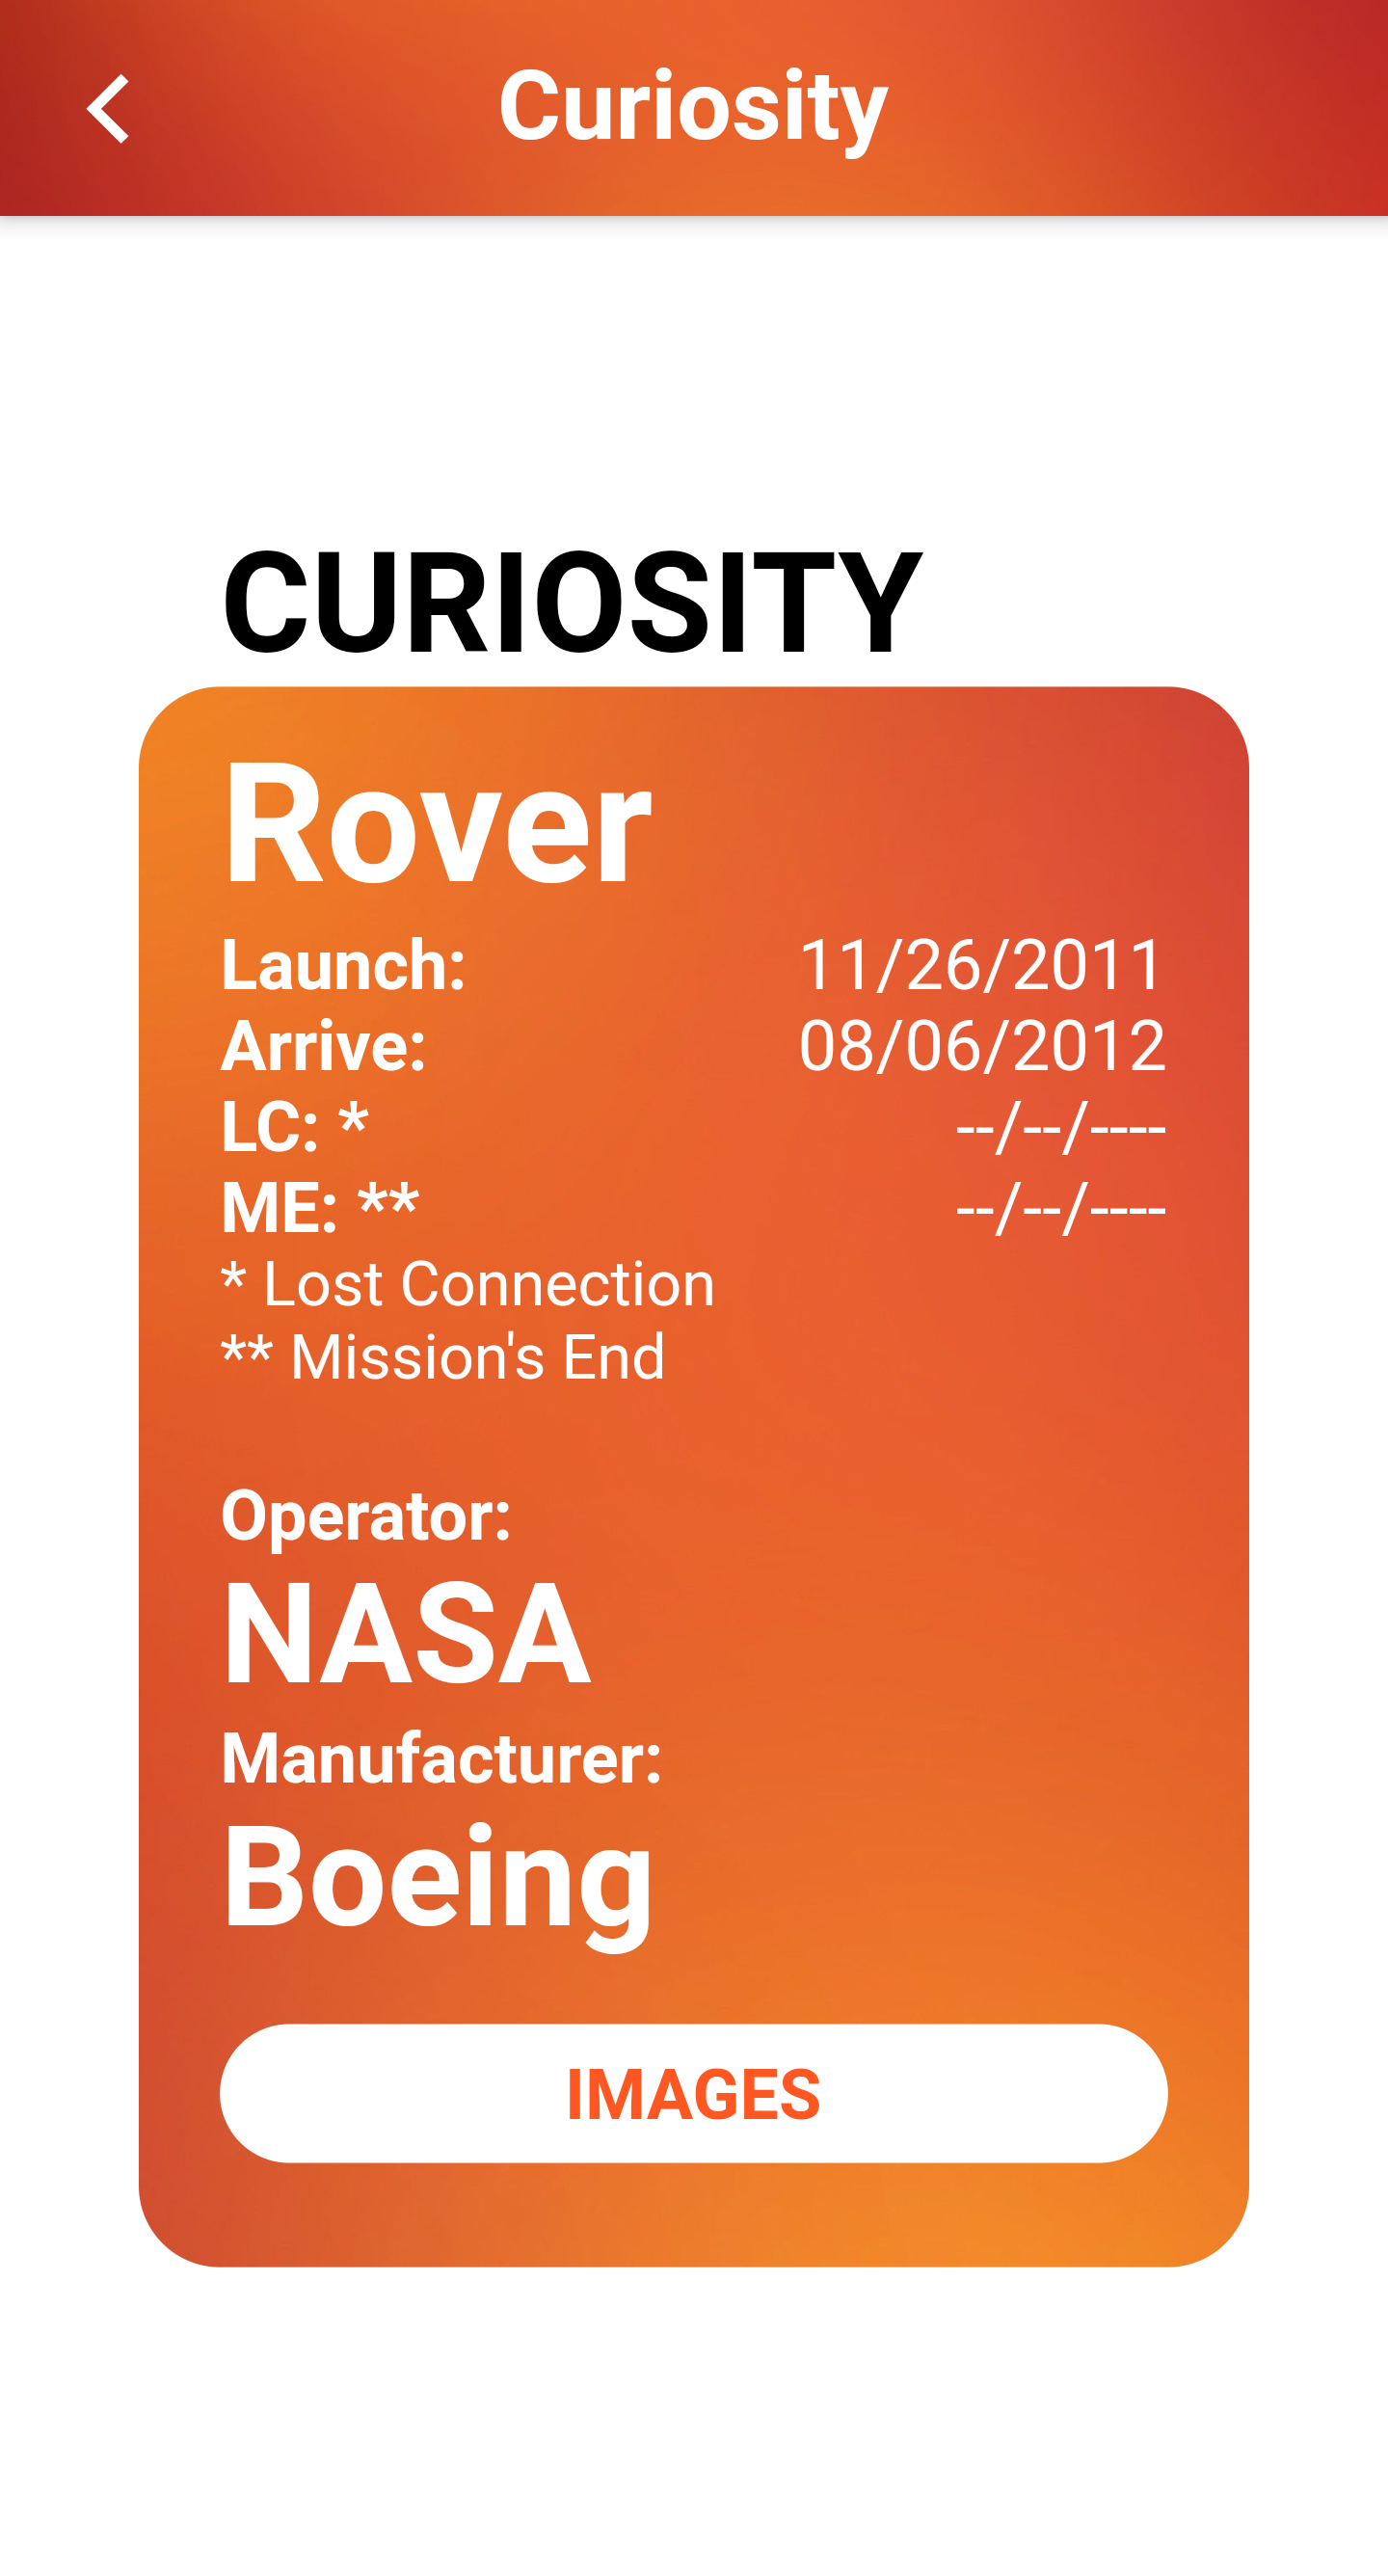 Curiosity
CURIOSITY
Rover
Launch: 11/26/2011
Arrive: 08/06/2012
LC: * --/--/----
ME: ** --/--/----
* Lost Connection
** Mission's End
Operator:
NASA
Manufacturer:
Boeing
IMAGES